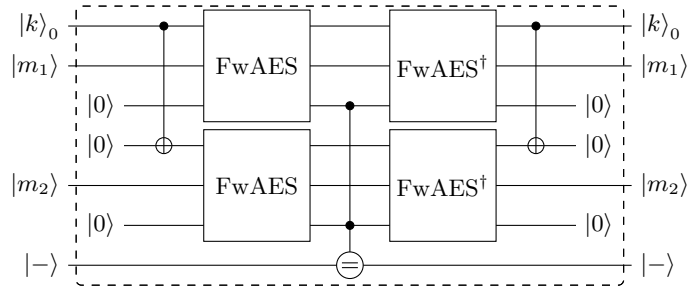 |k⟩₀ |k⟩₀
|m₁⟩ FwAES FwAES† |m₁⟩
|0⟩ |0⟩
|0⟩ |0⟩
|m₂⟩ FwAES FwAES† |m₂⟩
|0⟩ |0⟩
|−⟩ = |−⟩